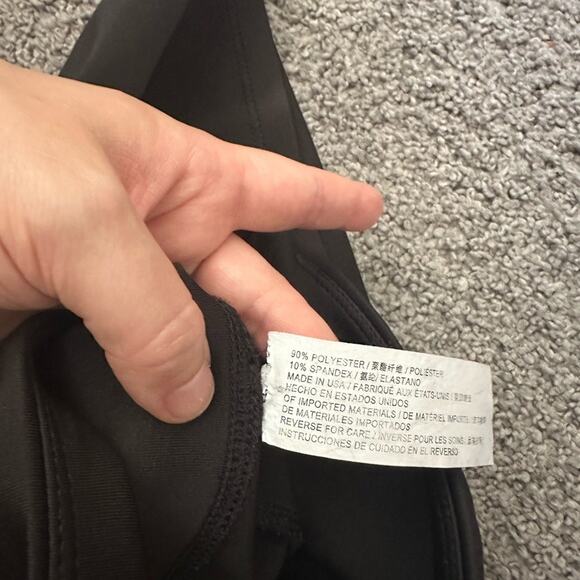 90% POLYESTER / 聚酯纤维 / POLIÉSTER
10% SPANDEX / 氨纶 / ELASTANO
MADE IN USA / FABRIQUÉ AUX ÉTATS-UNIS /
HECHO EN ESTADOS UNIDOS
OF IMPORTED MATERIALS / DE MATÉRIEL IMPORTÉ /
DE MATERIALES IMPORTADOS
REVERSE FOR CARE / INVERSE POUR LES SOINS /
INSTRUCCIONES DE CUIDADO EN EL REVERSO